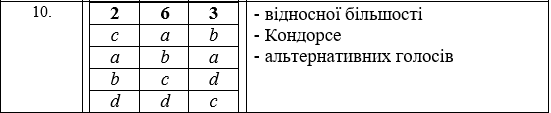 10. 2 6 3 - відносної більшості
c a b - Кондорсе
a b a - альтернативних голосів
b c d
d d c